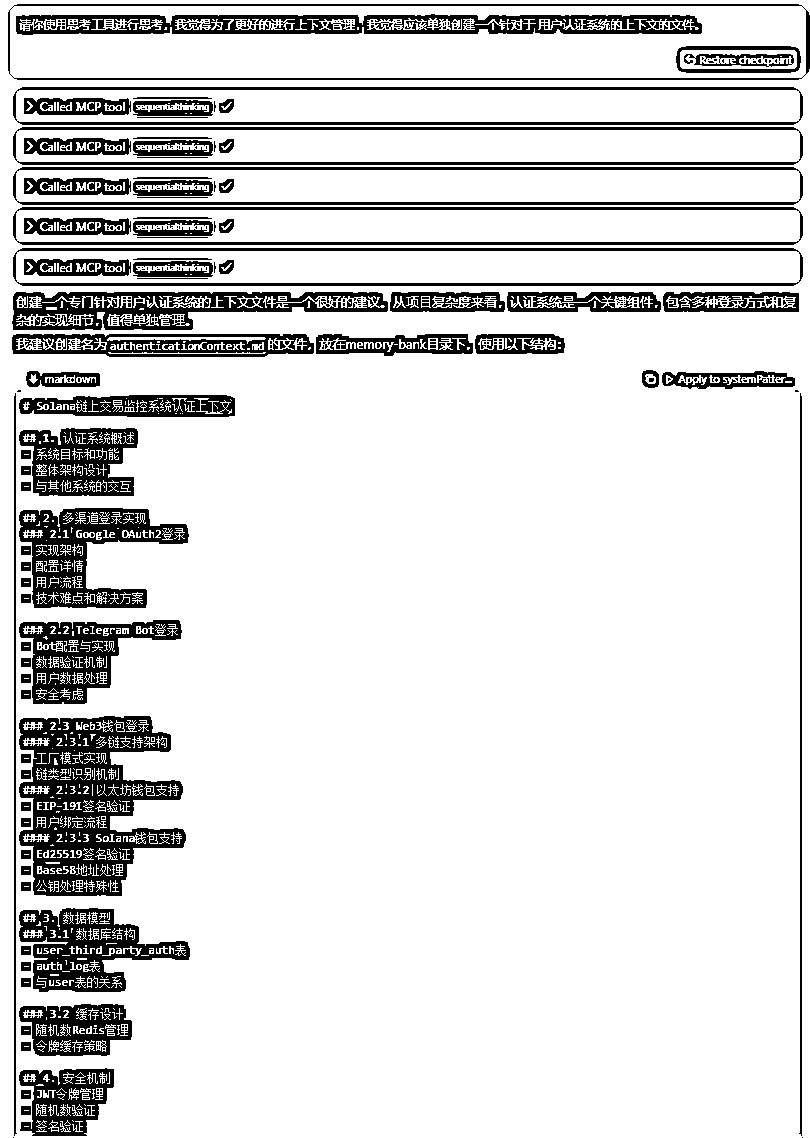 请你使用思考工具进行思考，我觉得为了更好的进行上下文管理，我觉得应该单独创建一个针对于 用户认证系统的上下文的文件。
Restore checkpoint
Called MCP tool sequentialthinking
Called MCP tool sequentialthinking
Called MCP tool sequentialthinking
Called MCP tool sequentialthinking
Called MCP tool sequentialthinking
创建一个专门针对用户认证系统的上下文文件是一个很好的建议。从项目复杂度来看，认证系统是一个关键组件，包含多种登录方式和复
杂的实现细节，值得单独管理。
我建议创建名为 authenticationContext.md 的文件，放在memory-bank目录下，使用以下结构：
markdown
Apply to systemPatter...
# Solana链上交易监控系统认证上下文
## 1. 认证系统概述
- 系统目标和功能
- 整体架构设计
- 与其他系统的交互
## 2. 多渠道登录实现
### 2.1 Google OAuth2登录
- 实现架构
- 配置详情
- 用户流程
- 技术难点和解决方案
### 2.2 Telegram Bot登录
- Bot配置与实现
- 数据验证机制
- 用户数据处理
- 安全考虑
### 2.3 Web3钱包登录
#### 2.3.1 多链支持架构
- 工厂模式实现
- 链类型识别机制
#### 2.3.2 以太坊钱包支持
- EIP-191签名验证
- 用户绑定流程
#### 2.3.3 Solana钱包支持
- Ed25519签名验证
- Base58地址处理
- 公钥处理特殊性
## 3. 数据模型
### 3.1 数据库结构
- user_third_party_auth表
- auth_log表
- 与user表的关系
### 3.2 缓存设计
- 随机数Redis管理
- 令牌缓存策略
## 4. 安全机制
- JWT令牌管理
- 随机数验证
- 签名验证